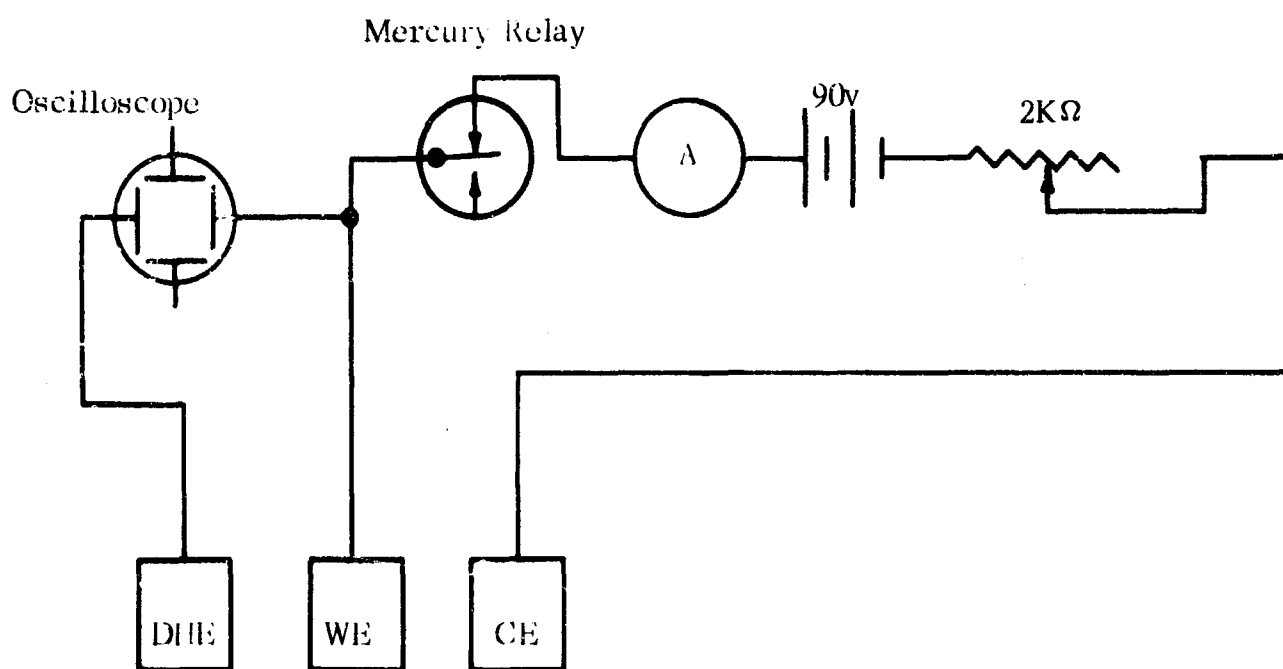 Mercury Relay
Oscilloscope
90v
2KΩ
A
DHE
WE
CE